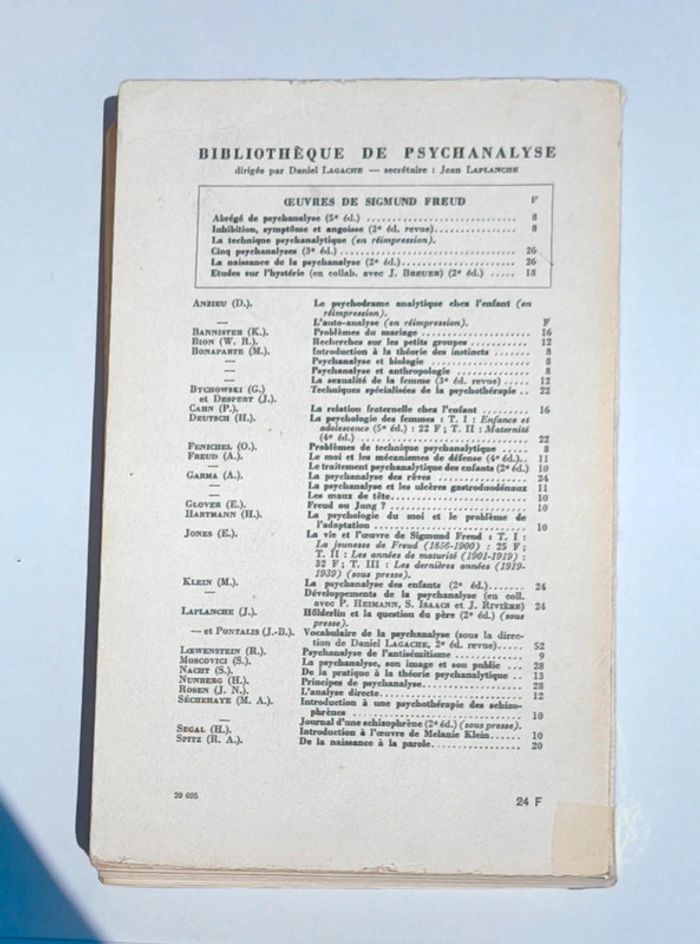 BIBLIOTHÈQUE DE PSYCHANALYSE
dirigée par Daniel LAGACHE — secrétaire : Jean LAPLANCHE
ŒUVRES DE SIGMUND FREUD F
Abrégé de psychanalyse (5e éd.) .............................. 8
Inhibition, symptôme et angoisse (2e éd. revue)................ 8
La technique psychanalytique (en réimpression).
Cinq psychanalyses (3e éd.) .................................. 26
La naissance de la psychanalyse (2e éd.)...................... 26
Etudes sur l'hystérie (en collab. avec J. BREUER) (2e éd.) ..... 18
ANZIEU (D.). Le psychodrame analytique chez l'enfant (en
réimpression).
— L'auto-analyse (en réimpression). F
BANNISTER (K.). Problèmes du mariage ..................... 16
BION (W. R.). Recherches sur les petits groupes ........... 12
BONAPARTE (M.). Introduction à la théorie des instincts ....... 8
— Psychanalyse et biologie ................. 8
— Psychanalyse et anthropologie ............. 8
— La sexualité de la femme (3e éd. revue) ..... 12
BYCHOWSKI (G.) Techniques spécialisées de la psychothérapie .. 22
et DESPERT (J.).
CAHN (P.). La relation fraternelle chez l'enfant ......... 16
DEUTSCH (H.). La psychologie des femmes : T. I : Enfance et
adolescence (5e éd.) : 22 F ; T. II : Maternité
(4e éd.) ................................ 22
FENICHEL (O.). Problèmes de technique psychanalytique ..... 8
FREUD (A.). Le moi et les mécanismes de défense (4e éd.).. 11
— Le traitement psychanalytique des enfants (2e éd.) 10
GARMA (A.). La psychanalyse des rêves ................ 24
— La psychanalyse et les ulcères gastroduodénaux 11
— Les maux de tête......................... 10
GLOVER (E.). Freud ou Jung ? .......................... 10
HARTMANN (H.). La psychologie du moi et le problème de
l'adaptation ............................ 10
JONES (E.). La vie et l'œuvre de Sigmund Freud : T. I :
La jeunesse de Freud (1856-1900) : 25 F ;
T. II : Les années de maturité (1901-1919) :
32 F ; T. III : Les dernières années (1919-
1939) (sous presse).
KLEIN (M.). La psychanalyse des enfants (2e éd.)....... 24
— Développements de la psychanalyse (en coll.
avec P. HEIMANN, S. ISAACS et J. RIVIÈRE) 24
LAPLANCHE (J.). Hölderlin et la question du père (2e éd.) (sous
presse).
— et PONTALIS (J.-B.). Vocabulaire de la psychanalyse (sous la direc-
tion de Daniel LAGACHE, 2e éd. revue)..... 52
LŒWENSTEIN (R.). Psychanalyse de l'antisémitisme ............ 9
MOSCOVICI (S.). La psychanalyse, son image et son public ... 28
NACHT (S.). De la pratique à la théorie psychanalytique .. 13
NUNBERG (H.). Principes de psychanalyse.................. 28
ROSEN (J. N.). L'analyse directe......................... 12
SÉCHEHAYE (M. A.). Introduction à une psychothérapie des schizo-
phrènes ................................ 10
— Journal d'une schizophrène (2e éd.) (sous presse).
SEGAL (H.). Introduction à l'œuvre de Melanie Klein...... 10
SPITZ (R. A.). De la naissance à la parole................ 20
29 695 24 F